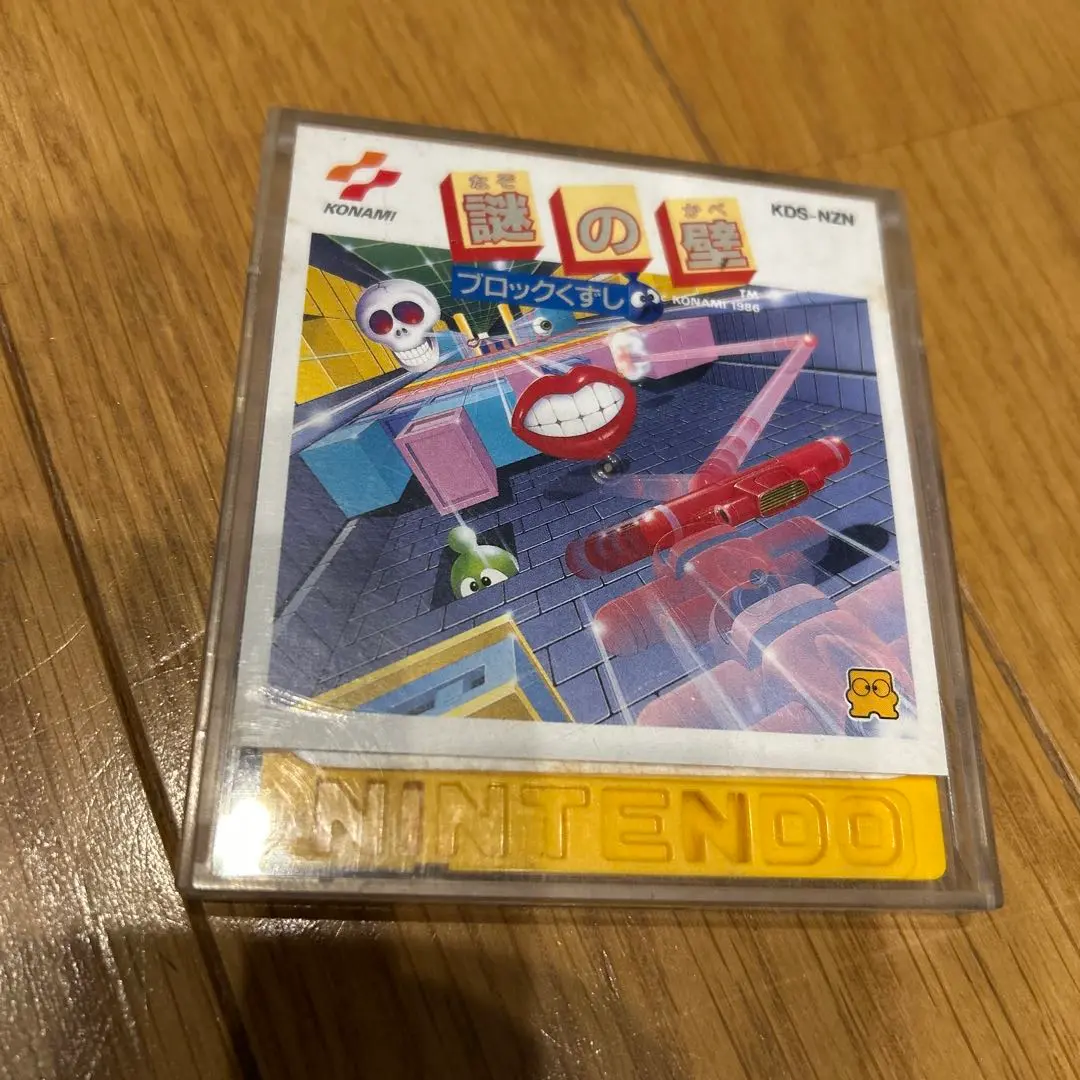 KONAMI
なぞ かべ
謎の壁
KDS-NZN
ブロックくずし
© KONAMI 1986
TM
NINTENDO